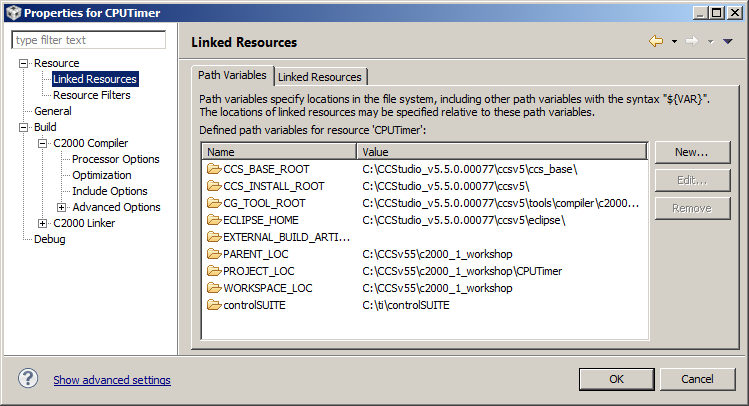 Properties for CPUTimer
type filter text
Resource
Linked Resources
Resource Filters
General
Build
C2000 Compiler
Processor Options
Optimization
Include Options
Advanced Options
C2000 Linker
Debug
Linked Resources
Path Variables Linked Resources
Path variables specify locations in the file system, including other path variables with the syntax "${VAR}".
The locations of linked resources may be specified relative to these path variables.
Defined path variables for resource 'CPUTimer':
Name Value
CCS_BASE_ROOT C:\CCStudio_v5.5.0.00077\ccsv5\ccs_base\
CCS_INSTALL_ROOT C:\CCStudio_v5.5.0.00077\ccsv5\
CG_TOOL_ROOT C:\CCStudio_v5.5.0.00077\ccsv5\tools\compiler\c2000...
ECLIPSE_HOME C:\CCStudio_v5.5.0.00077\ccsv5\eclipse\
EXTERNAL_BUILD_ARTI...
PARENT_LOC C:\CCSv55\c2000_1_workshop
PROJECT_LOC C:\CCSv55\c2000_1_workshop\CPUTimer
WORKSPACE_LOC C:\CCSv55\c2000_1_workshop
controlSUITE C:\ti\controlSUITE
New...
Edit...
Remove
Show advanced settings
OK
Cancel